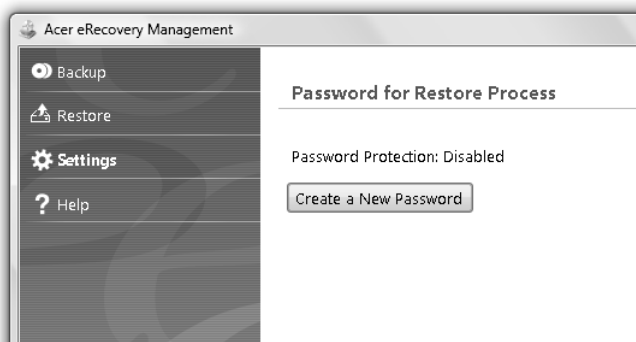 Acer eRecovery Management
Backup
Restore
Settings
Help
Password for Restore Process
Password Protection: Disabled
Create a New Password